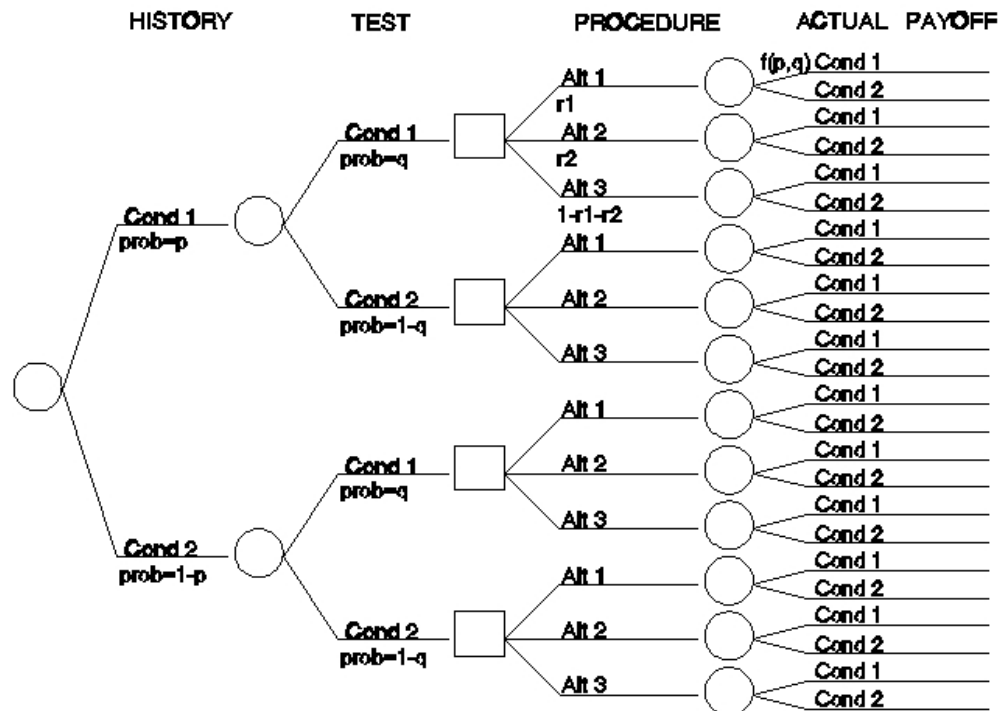 HISTORY TEST PROCEDURE ACTUAL PAYOFF
f(p,q) Cond 1
Alt 1
r1
Cond 2
Cond 1
Cond 1
prob=q
Alt 2
r2
Cond 2
Cond 1
Alt 3
1-r1-r2
Cond 2
Cond 1
prob=p
Cond 1
Alt 1
Cond 2
Cond 1
Cond 2
prob=1-q
Alt 2
Cond 2
Cond 1
Alt 3
Cond 2
Cond 1
Alt 1
Cond 2
Cond 1
Cond 1
prob=q
Alt 2
Cond 2
Cond 1
Alt 3
Cond 2
Cond 2
prob=1-p
Cond 1
Alt 1
Cond 2
Cond 1
Cond 2
prob=1-q
Alt 2
Cond 2
Cond 1
Alt 3
Cond 2